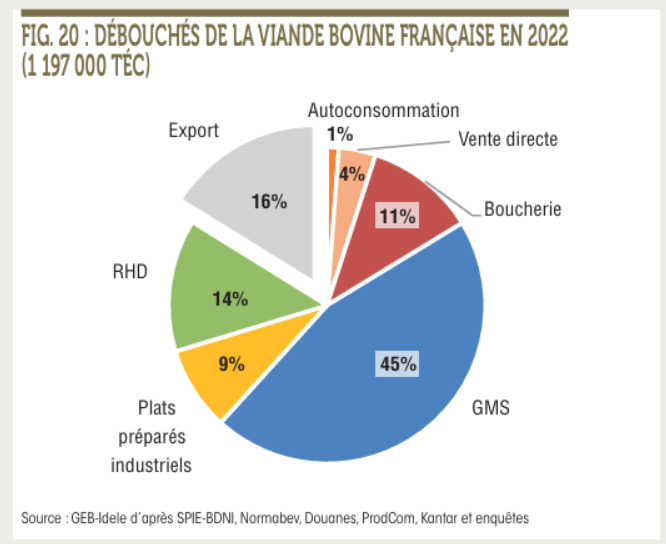 FIG. 20 : DÉBOUCHÉS DE LA VIANDE BOVINE FRANÇAISE EN 2022
(1 197 000 TÉC)
Autoconsommation
1%
Export
Vente directe
4%
16%
11%
Boucherie
RHD
14%
9%
45%
GMS
Plats
préparés
industriels
Source : GEB-Idele d'après SPIE-BDNI, Normabev, Douanes, ProdCom, Kantar et enquêtes